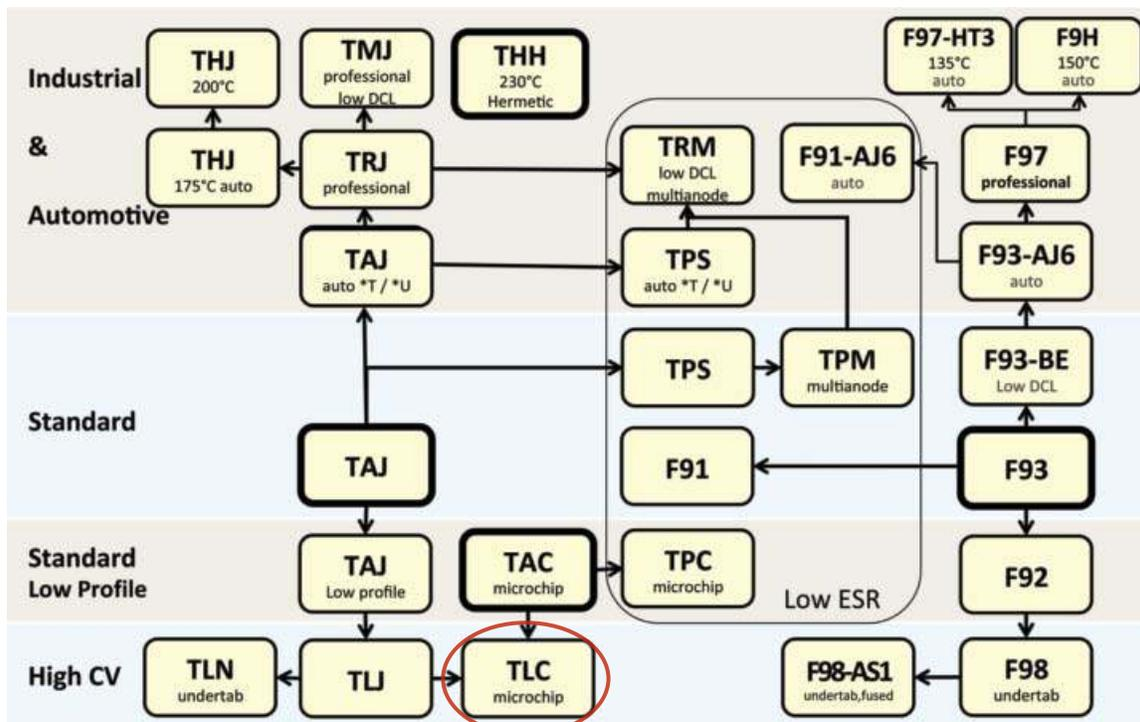 Industrial
&
Automotive
THJ
200°C
TMJ
professional
low DCL
THH
230°C
Hermetic
F97-HT3
135°C
auto
F9H
150°C
auto
THJ
175°C auto
TRJ
professional
TRM
low DCL
multianode
F91-AJ6
auto
F97
professional
TAJ
auto *T / *U
TPS
auto *T / *U
F93-AJ6
auto
Standard
TPS
TPM
multianode
F93-BE
Low DCL
TAJ
F91
F93
Standard
Low Profile
TAJ
Low profile
TAC
microchip
TPC
microchip
Low ESR
F92
High CV
TLN
undertab
TLJ
TLC
microchip
F98-AS1
undertab,fused
F98
undertab